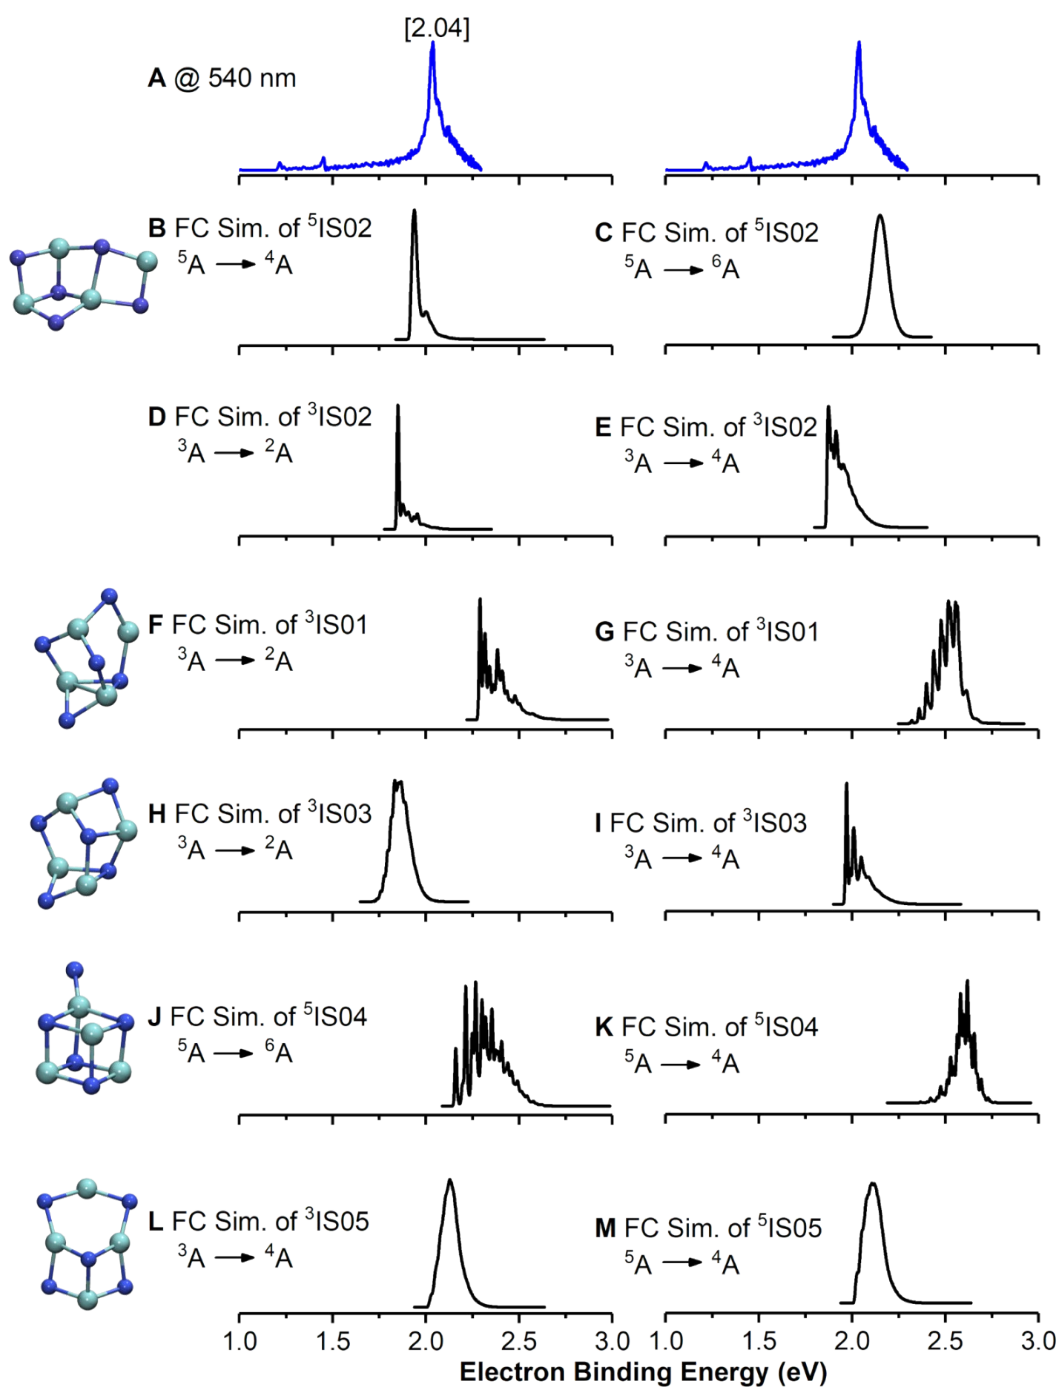 [2.04]
A @ 540 nm
B FC Sim. of ⁵IS02
⁵A → ⁴A
C FC Sim. of ⁵IS02
⁵A → ⁶A
D FC Sim. of ³IS02
³A → ²A
E FC Sim. of ³IS02
³A → ⁴A
F FC Sim. of ³IS01
³A → ²A
G FC Sim. of ³IS01
³A → ⁴A
H FC Sim. of ³IS03
³A → ²A
I FC Sim. of ³IS03
³A → ⁴A
J FC Sim. of ⁵IS04
⁵A → ⁶A
K FC Sim. of ⁵IS04
⁵A → ⁴A
L FC Sim. of ³IS05
³A → ⁴A
M FC Sim. of ⁵IS05
⁵A → ⁴A
1.0 1.5 2.0 2.5 3.0 1.0 1.5 2.0 2.5 3.0
Electron Binding Energy (eV)